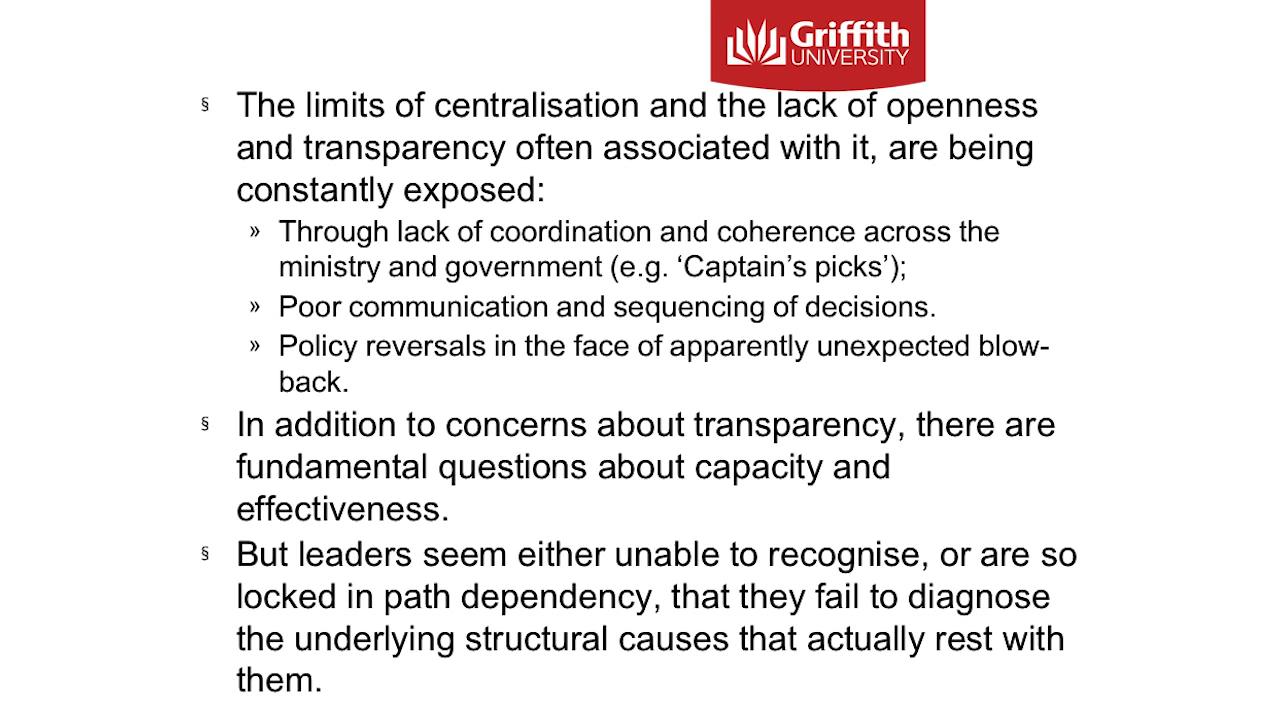 Griffith
UNIVERSITY
§ The limits of centralisation and the lack of openness
and transparency often associated with it, are being
constantly exposed:
» Through lack of coordination and coherence across the
ministry and government (e.g. ‘Captain’s picks’);
» Poor communication and sequencing of decisions.
» Policy reversals in the face of apparently unexpected blow-
back.
§ In addition to concerns about transparency, there are
fundamental questions about capacity and
effectiveness.
§ But leaders seem either unable to recognise, or are so
locked in path dependency, that they fail to diagnose
the underlying structural causes that actually rest with
them.